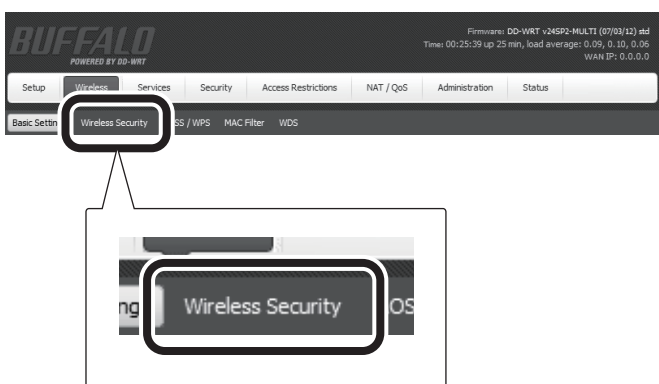 BUFFALO
POWERED BY DD-WRT
Firmware: DD-WRT v24SP2-MULTI (07/03/12) std
Time: 00:25:39 up 25 min, load average: 0.09, 0.10, 0.06
WAN IP: 0.0.0.0
Setup Wireless Services Security Access Restrictions NAT / QoS Administration Status
Basic Settin Wireless Security SS / WPS MAC Filter WDS
ng Wireless Security OS